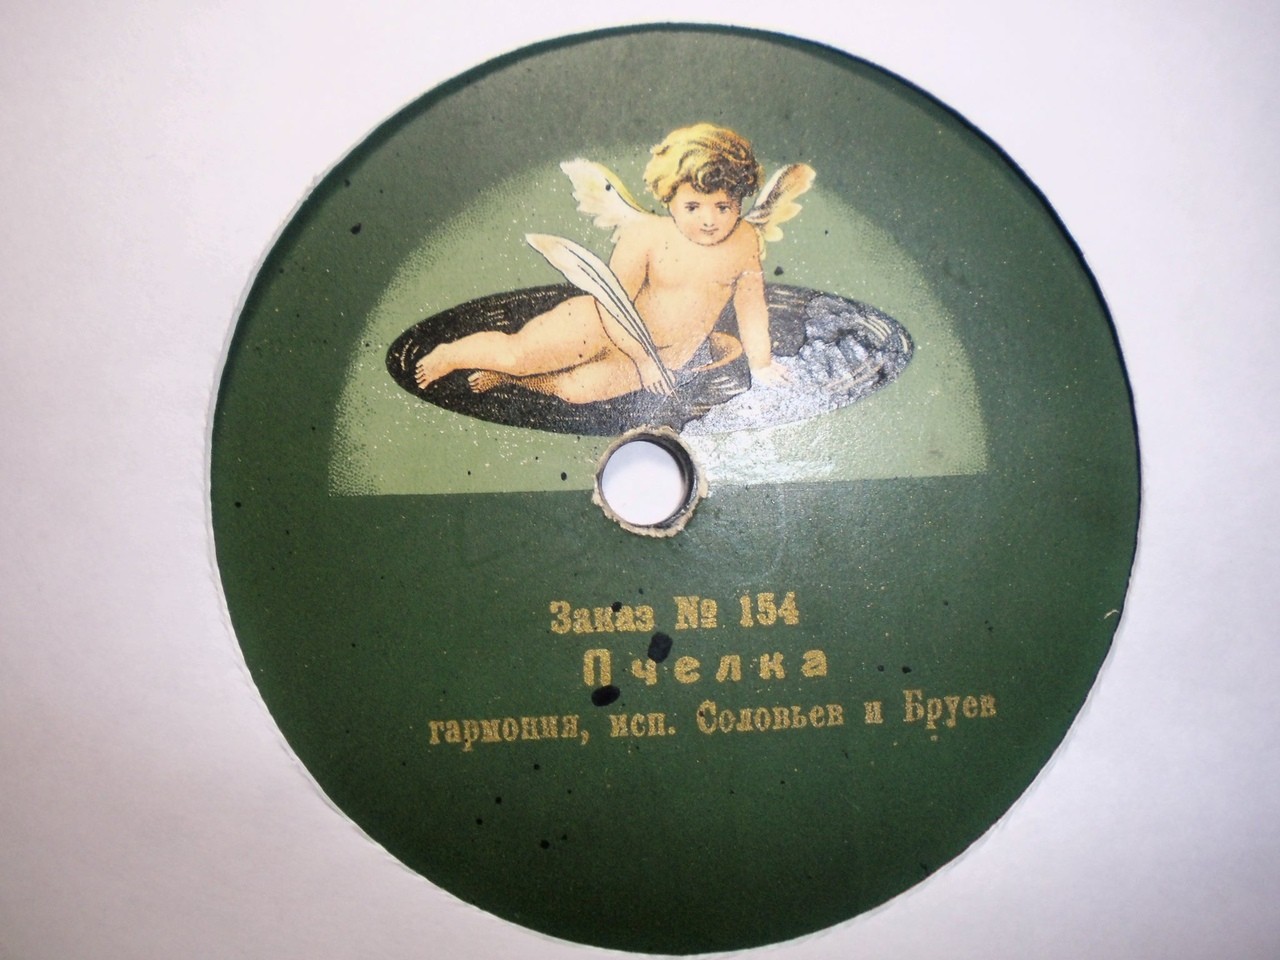 Заказ № 154
Пчелка
гармония, исп. Соловьев и Бруев